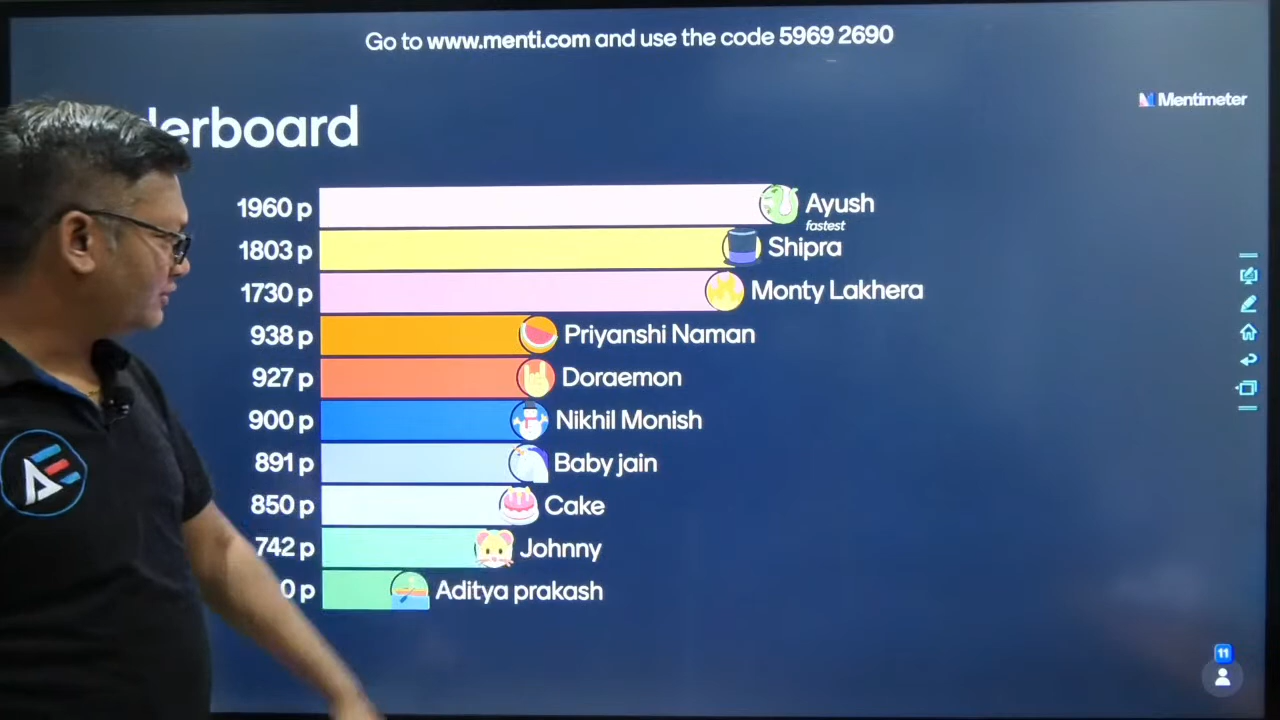 Go to www.menti.com and use the code 5969 2690
Mentimeter
derboard
1960 p Ayush
fastest
1803 p Shipra
1730 p Monty Lakhera
938 p Priyanshi Naman
927 p Doraemon
900 p Nikhil Monish
891 p Baby jain
850 p Cake
742 p Johnny
0 p Aditya prakash
11